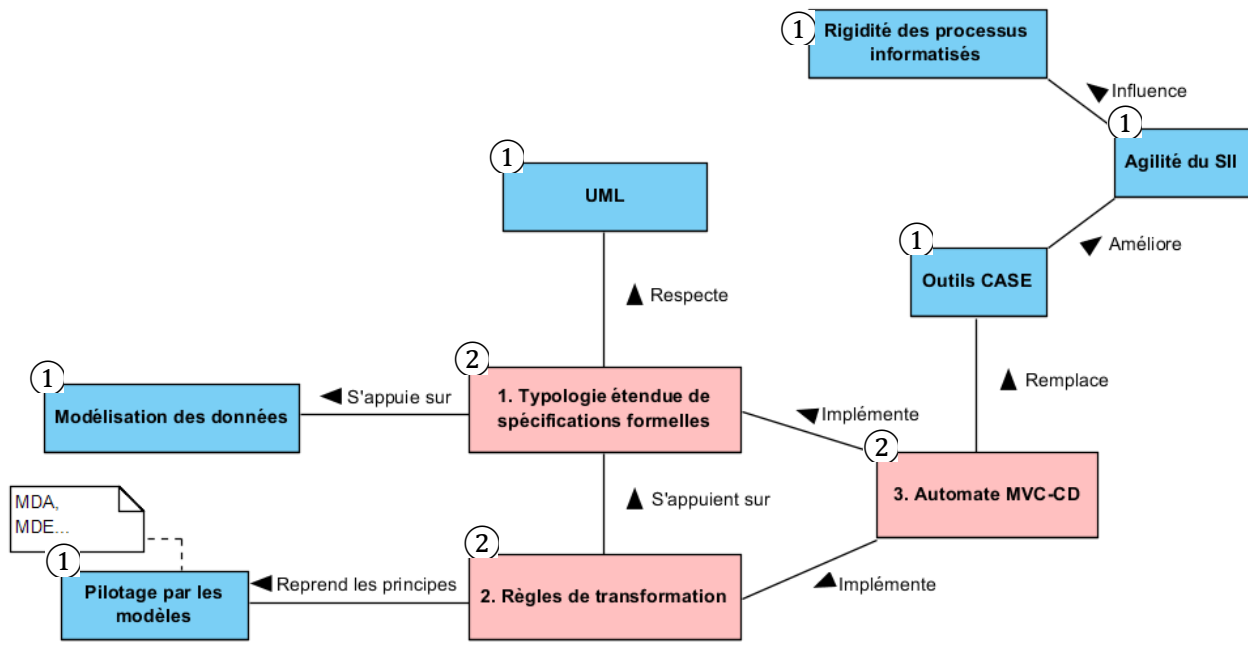 1
Rigidité des processus
informatisés
Influence
1
Agilité du SII
1
UML
1
Outils CASE
Améliore
Respecte
2
1. Typologie étendue de
spécifications formelles
1
Modélisation des données
S'appuie sur
Remplace
Implémente
2
3. Automate MVC-CD
MDA,
MDE...
S'appuient sur
1
Pilotage par les
modèles
Reprend les principes
2
2. Règles de transformation
Implémente